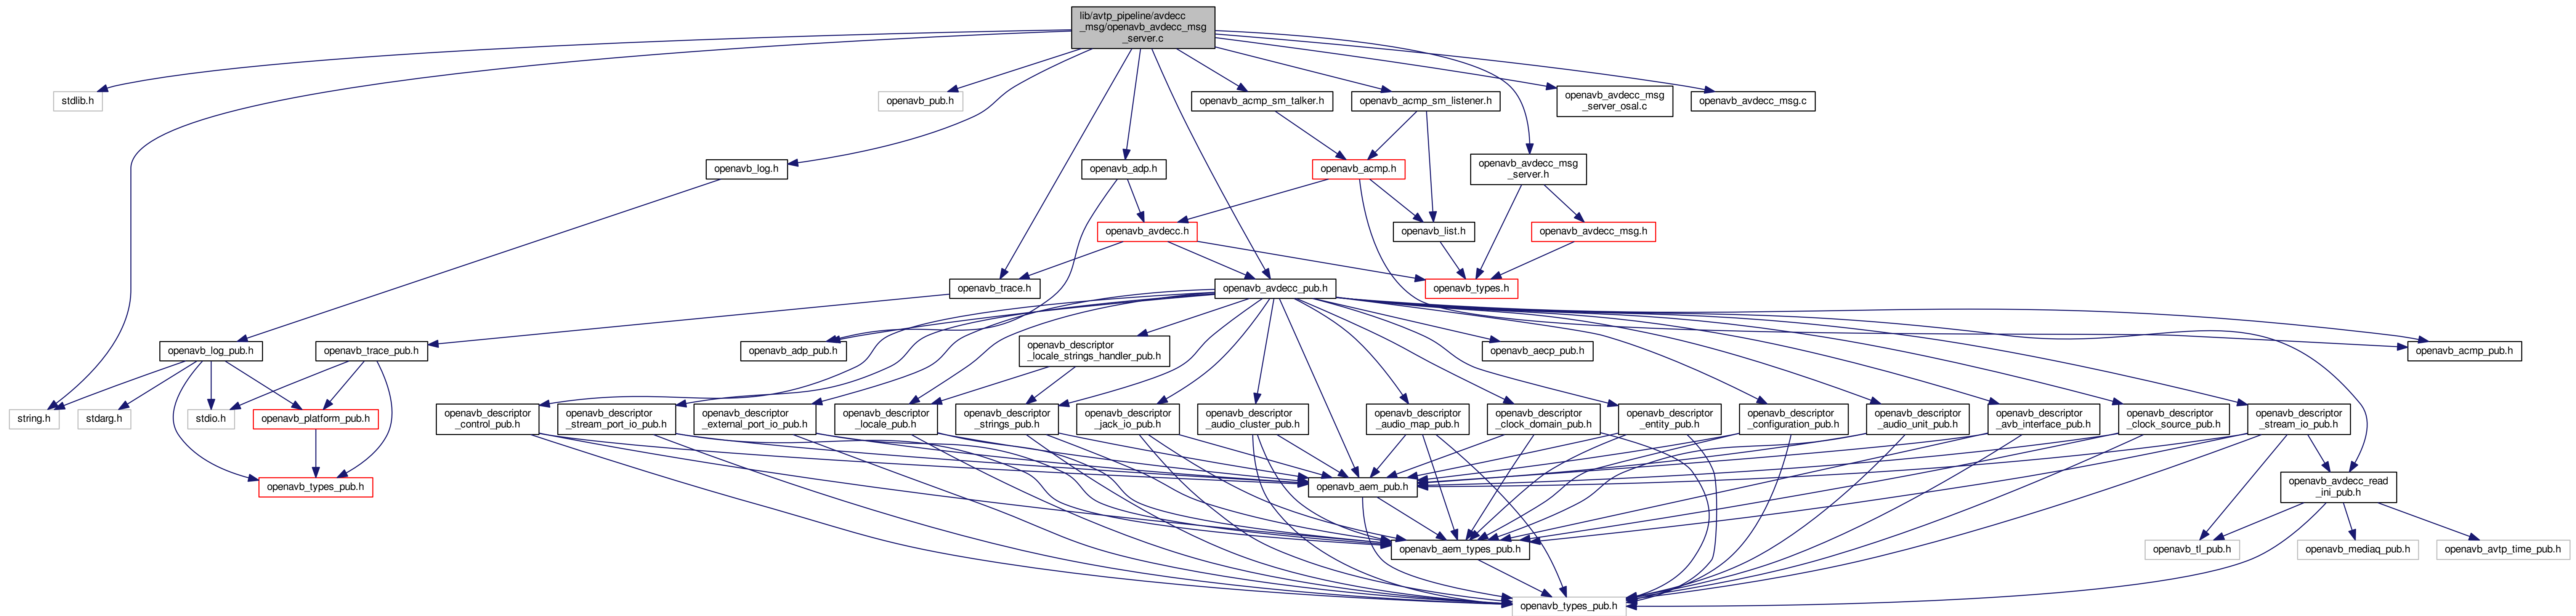 lib/avtp_pipeline/avdecc
_msg/openavb_avdecc_msg
_server.c
stdlib.h
openavb_pub.h
openavb_acmp_sm_talker.h
openavb_acmp_sm_listener.h
openavb_avdecc_msg
_server_osal.c
openavb_avdecc_msg.c
openavb_log.h
openavb_adp.h
openavb_acmp.h
openavb_avdecc_msg
_server.h
openavb_avdecc.h
openavb_list.h
openavb_avdecc_msg.h
openavb_trace.h
openavb_avdecc_pub.h
openavb_types.h
openavb_log_pub.h
openavb_trace_pub.h
openavb_adp_pub.h
openavb_descriptor
_locale_strings_handler_pub.h
openavb_aecp_pub.h
openavb_acmp_pub.h
string.h
stdarg.h
stdio.h
openavb_platform_pub.h
openavb_descriptor
_control_pub.h
openavb_descriptor
_stream_port_io_pub.h
openavb_descriptor
_external_port_io_pub.h
openavb_descriptor
_locale_pub.h
openavb_descriptor
_strings_pub.h
openavb_descriptor
_jack_io_pub.h
openavb_descriptor
_audio_cluster_pub.h
openavb_descriptor
_audio_map_pub.h
openavb_descriptor
_clock_domain_pub.h
openavb_descriptor
_entity_pub.h
openavb_descriptor
_configuration_pub.h
openavb_descriptor
_audio_unit_pub.h
openavb_descriptor
_avb_interface_pub.h
openavb_descriptor
_clock_source_pub.h
openavb_descriptor
_stream_io_pub.h
openavb_types_pub.h
openavb_aem_pub.h
openavb_avdecc_read
_ini_pub.h
openavb_aem_types_pub.h
openavb_tl_pub.h
openavb_mediaq_pub.h
openavb_avtp_time_pub.h
openavb_types_pub.h